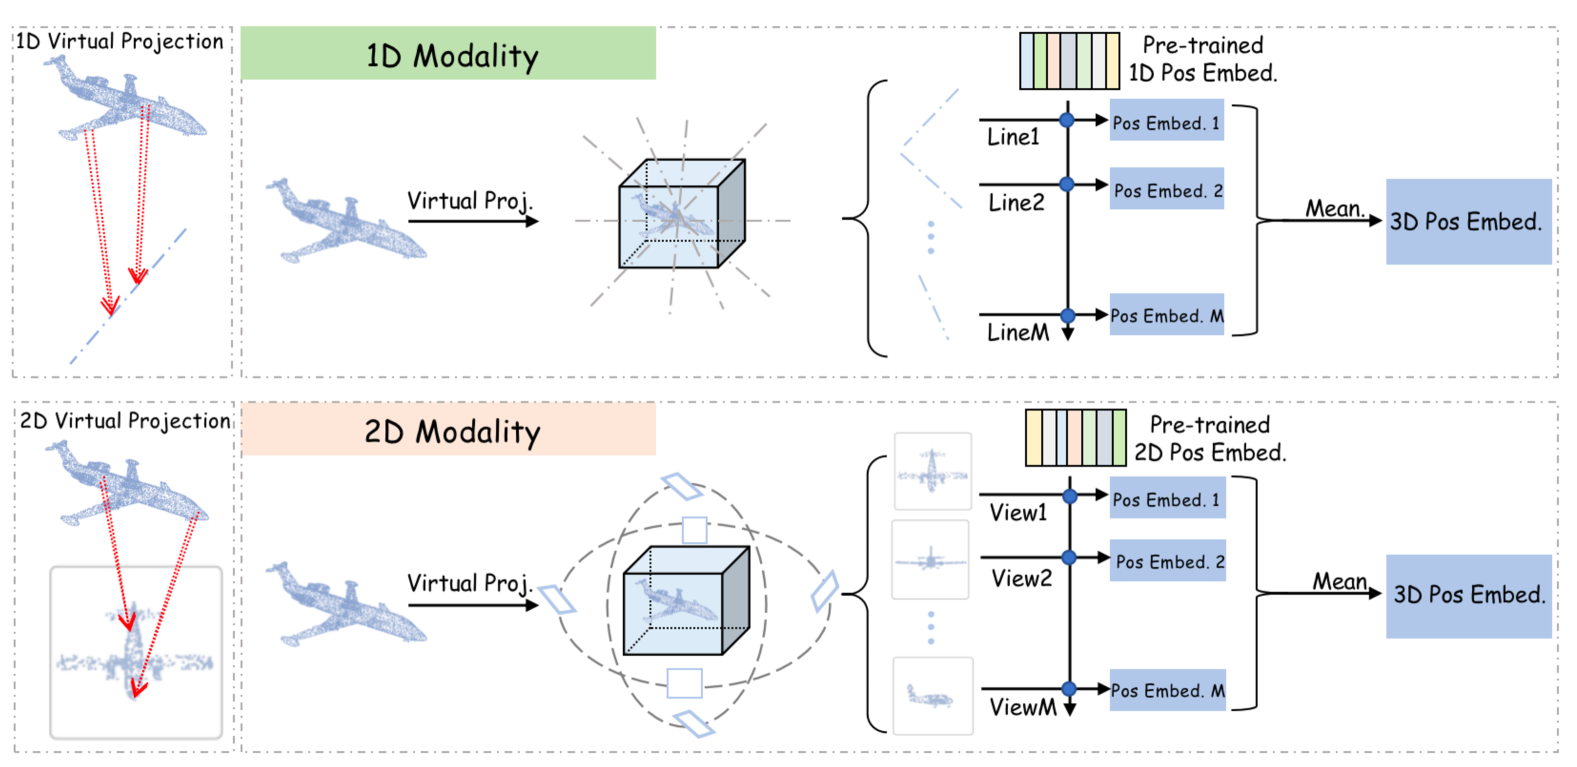 1D Virtual Projection
1D Modality
Virtual Proj.
Pre-trained
1D Pos Embed.
Line1
Pos Embed. 1
Line2
Pos Embed. 2
LineM
Pos Embed. M
Mean.
3D Pos Embed.
2D Virtual Projection
2D Modality
Virtual Proj.
Pre-trained
2D Pos Embed.
View1
Pos Embed. 1
View2
Pos Embed. 2
ViewM
Pos Embed. M
Mean.
3D Pos Embed.